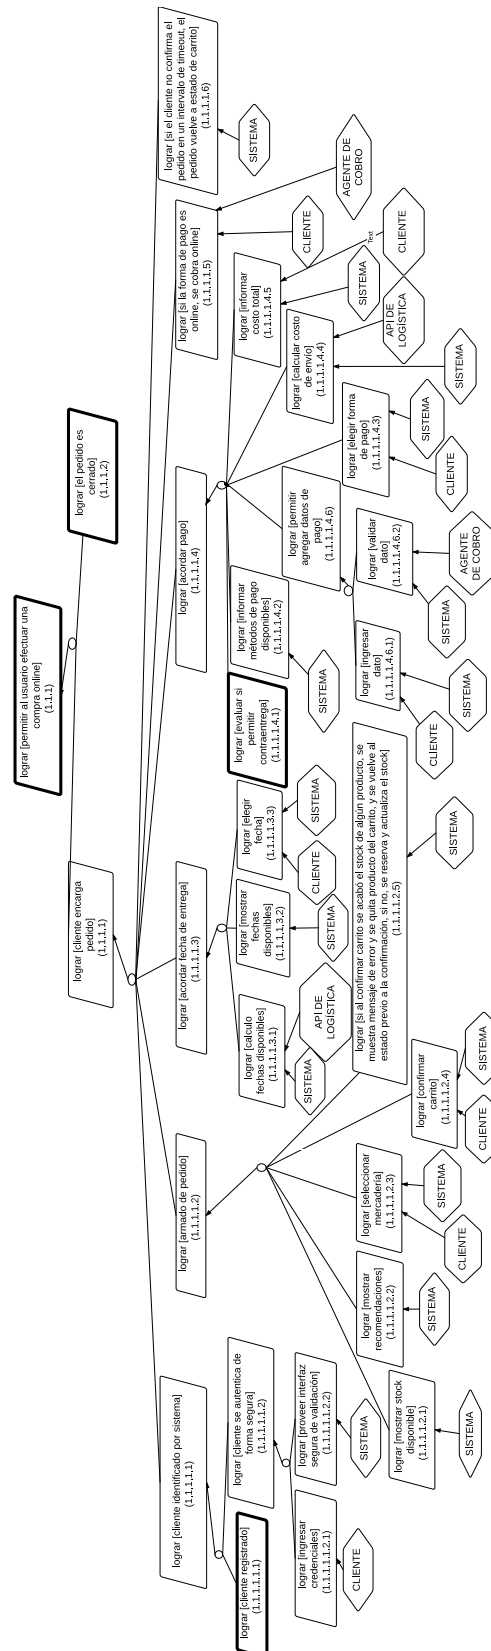 lograr [permitir al usuario efectuar una
compra online]
(1.1.1)
lograr [cliente encarga
pedido]
(1.1.1.1)
lograr [el pedido es
cerrado]
(1.1.1.2)
lograr [cliente identificado por sistema]
(1.1.1.1.1)
lograr [armado de pedido]
(1.1.1.1.2)
lograr [acordar fecha de entrega]
(1.1.1.1.3)
lograr [acordar pago]
(1.1.1.1.4)
lograr [si la forma de pago es
online, se cobra online]
(1.1.1.1.5)
lograr [si el cliente no confirma el
pedido en un intervalo de timeout, el
pedido vuelve a estado de carrito]
(1.1.1.1.6)
SISTEMA
AGENTE DE
COBRO
CLIENTE
lograr [cliente registrado]
(1.1.1.1.1.1)
lograr [cliente se autentica de
forma segura]
(1.1.1.1.1.2)
lograr [ingresar
credenciales]
(1.1.1.1.1.2.1)
CLIENTE
lograr [proveer interfaz
segura de validación]
(1.1.1.1.1.2.2)
SISTEMA
lograr [mostrar stock
disponible]
(1.1.1.1.2.1)
SISTEMA
lograr [mostrar
recomendaciones]
(1.1.1.1.2.2)
SISTEMA
lograr [seleccionar
mercadería]
(1.1.1.1.2.3)
CLIENTE
SISTEMA
lograr [confirmar
carrito]
(1.1.1.1.2.4)
CLIENTE
SISTEMA
lograr [si al confirmar carrito se acabó el stock de algún producto, se
muestra mensaje de error y se quita producto del carrito, y se vuelve al
estado previo a la confirmación, si no, se reserva y actualiza el stock]
(1.1.1.1.2.5)
SISTEMA
lograr [calculo
fechas disponibles]
(1.1.1.1.3.1)
SISTEMA
API DE
LOGÍSTICA
lograr [mostrar
fechas
disponibles]
(1.1.1.1.3.2)
SISTEMA
lograr [elegir
fecha]
(1.1.1.1.3.3)
CLIENTE
SISTEMA
lograr [evaluar si
permitir
contraentrega]
(1.1.1.1.4.1)
lograr [informar
métodos de pago
disponibles]
(1.1.1.1.4.2)
SISTEMA
lograr [permitir
agregar datos de
pago]
(1.1.1.1.4.6)
lograr [ingresar
dato]
(1.1.1.1.4.6.1)
CLIENTE
SISTEMA
lograr [validar
dato]
(1.1.1.1.4.6.2)
SISTEMA
AGENTE
DE COBRO
lograr [elegir forma
de pago]
(1.1.1.1.4.3)
CLIENTE
SISTEMA
lograr [calcular costo
de envío]
(1.1.1.1.4.4)
SISTEMA
API DE
LOGÍSTICA
lograr [informar
costo total]
(1.1.1.1.4.5
SISTEMA
Text
CLIENTE